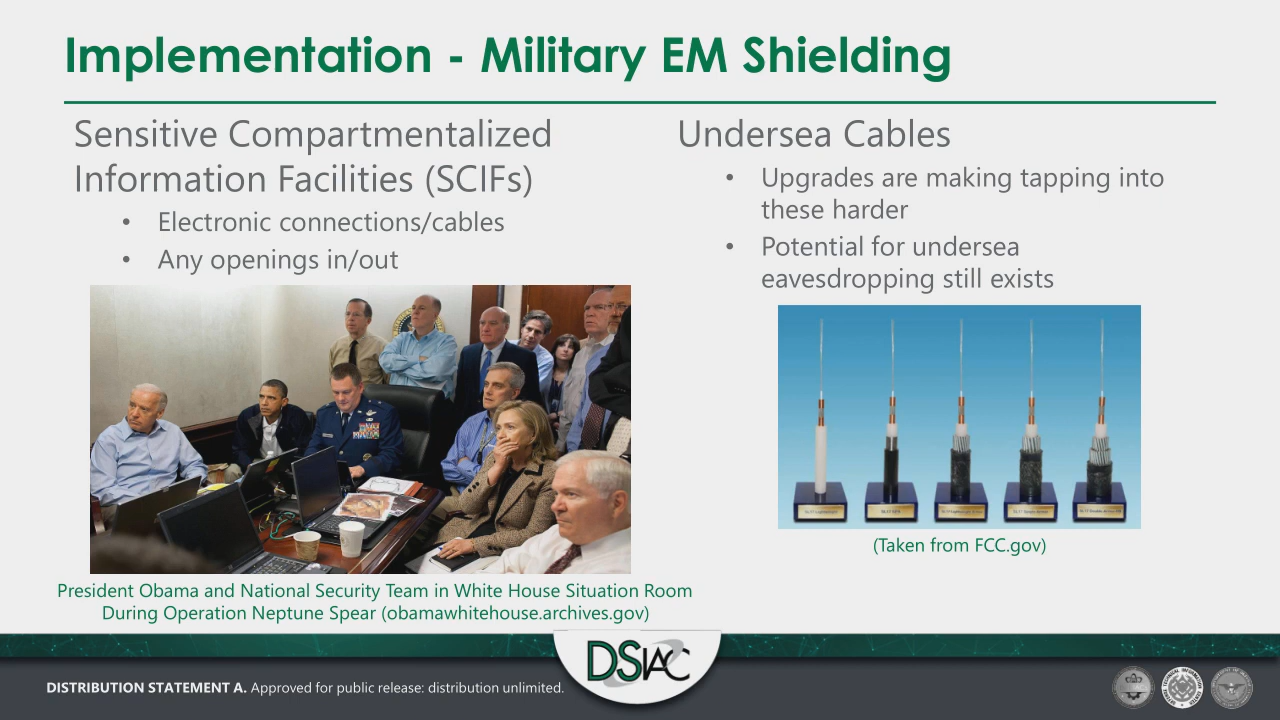 Implementation - Military EM Shielding
Sensitive Compartmentalized
Information Facilities (SCIFs)
• Electronic connections/cables
• Any openings in/out
President Obama and National Security Team in White House Situation Room
During Operation Neptune Spear (obamawhitehouse.archives.gov)
Undersea Cables
• Upgrades are making tapping into
these harder
• Potential for undersea
eavesdropping still exists
(Taken from FCC.gov)
DISTRIBUTION STATEMENT A. Approved for public release: distribution unlimited.
DSIAC